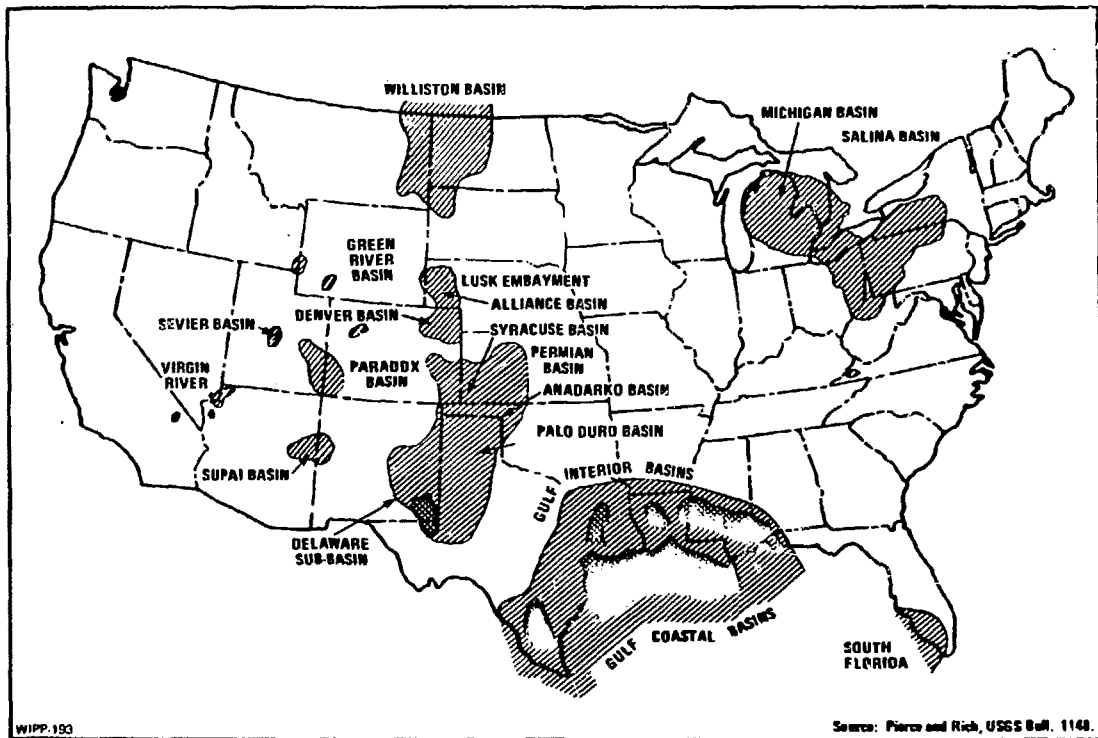 WILLISTON BASIN
MICHIGAN BASIN
SALINA BASIN
GREEN
RIVER
BASIN
LUSK EMBAYMENT
ALLIANCE BASIN
DENVER BASIN
SYRACUSE BASIN
SEVIER BASIN
PERMIAN
BASIN
PARADOX
BASIN
VIRGIN
RIVER
ANADARKO BASIN
PALO DURO BASIN
SUPAI BASIN
GULF) INTERIOR BASINS
DELAWARE
SUB-BASIN
GULF COASTAL BASINS
SOUTH
FLORIDA
WIPP-193
Source: Pierce and Rich, USGS Bull. 1148.